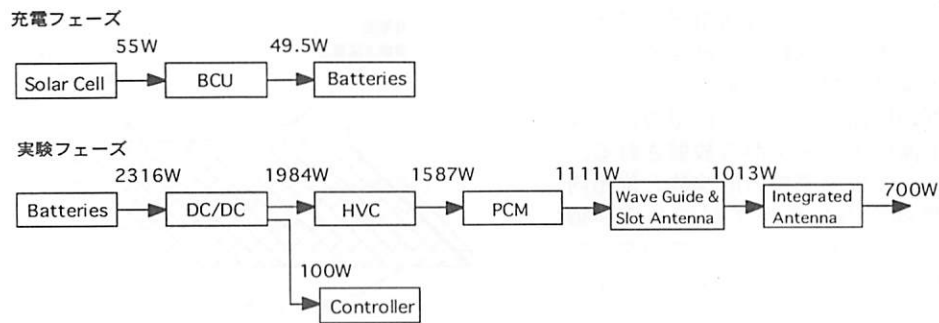 充電フェーズ
55W 49.5W
Solar Cell BCU Batteries
実験フェーズ
2316W 1984W 1587W 1111W 1013W 700W
Batteries DC/DC HVC PCM Wave Guide & Slot Antenna Integrated Antenna
100W
Controller